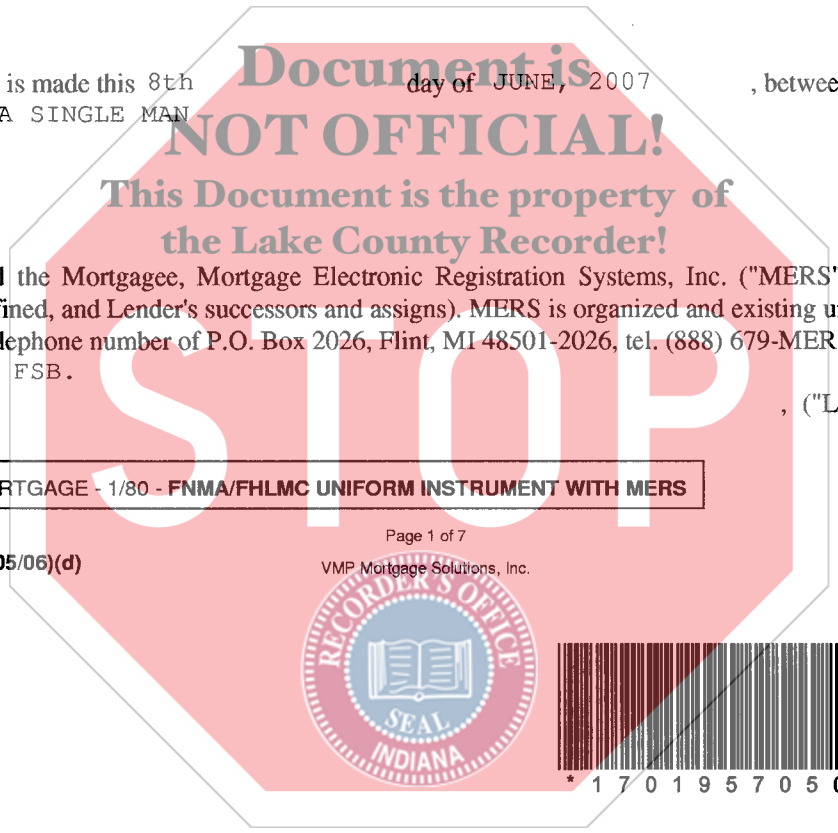 is made this 8th day of JUNE, 2007 , betwee
A SINGLE MAN
Document is
NOT OFFICIAL!
This Document is the property of
the Lake County Recorder!
the Mortgagee, Mortgage Electronic Registration Systems, Inc. ("MERS"
fined, and Lender's successors and assigns). MERS is organized and existing u
lephone number of P.O. Box 2026, Flint, MI 48501-2026, tel. (888) 679-MER
FSB.
, ("L
STOP
RTGAGE - 1/80 - FNMA/FHLMC UNIFORM INSTRUMENT WITH MERS
Page 1 of 7
05/06)(d)
VMP Mortgage Solutions, Inc.
RECORDER'S OFFICE
SEAL
INDIANA
* 1 7 0 1 9 5 7 0 5 0